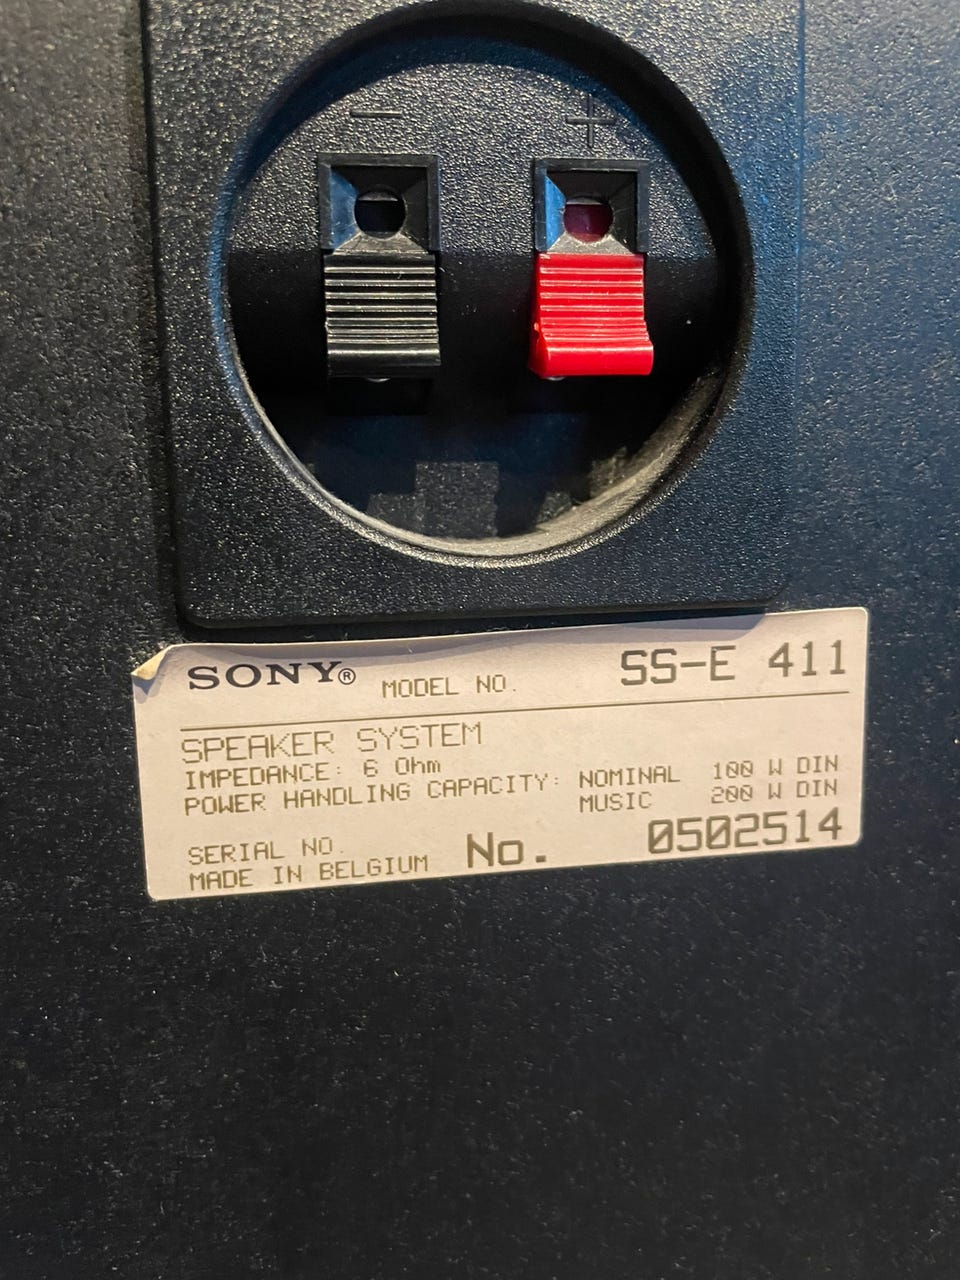 - +
SONY® MODEL NO. SS-E 411
SPEAKER SYSTEM
IMPEDANCE: 6 Ohm
POWER HANDLING CAPACITY: NOMINAL 100 W DIN
MUSIC 200 W DIN
SERIAL NO. No. 0502514
MADE IN BELGIUM